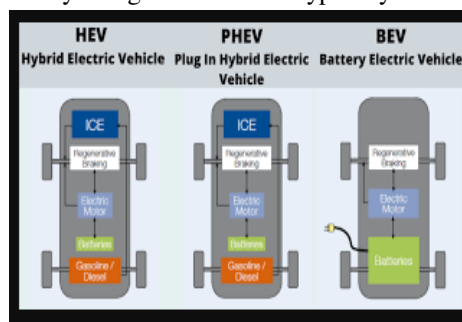 HEV
Hybrid Electric Vehicle
ICE
Regenerative
Braking
Electric
Motor
Batteries
Gasoline /
Diesel
PHEV
Plug In Hybrid Electric
Vehicle
ICE
Regenerative
Braking
Electric
Motor
Batteries
Gasoline /
Diesel
BEV
Battery Electric Vehicle
Regenerative
Braking
Electric
Motor
Batteries